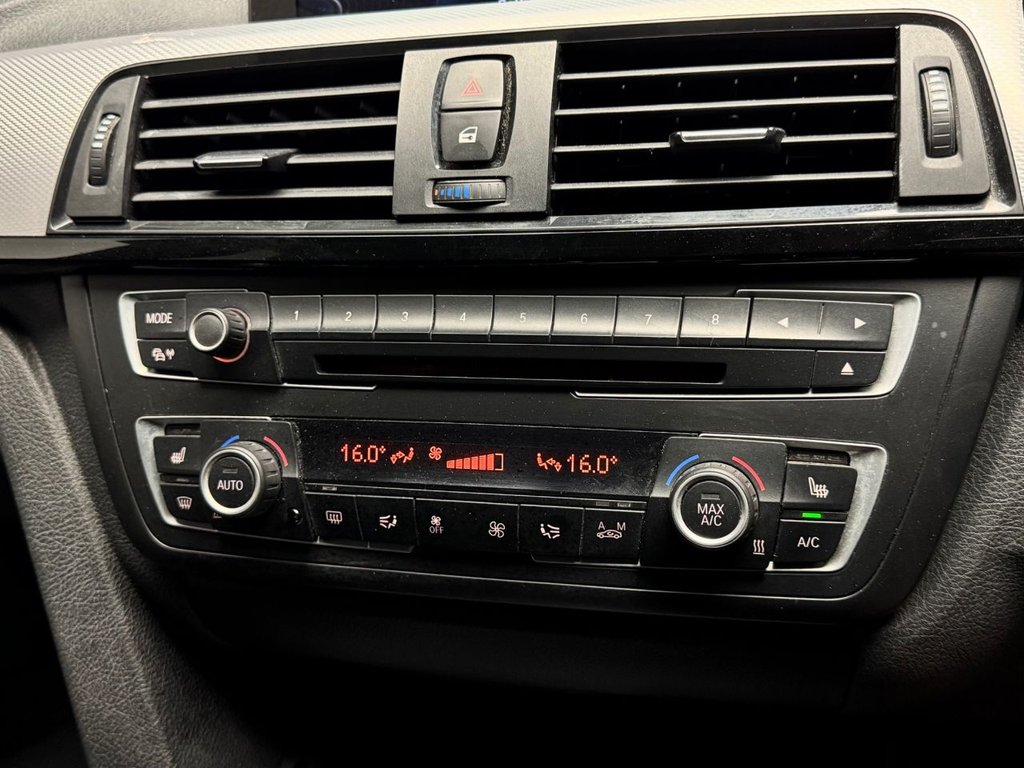 MODE 1 2 3 4 5 6 7 8
16.0° 16.0°
AUTO MAX
A/C
OFF A M A/C